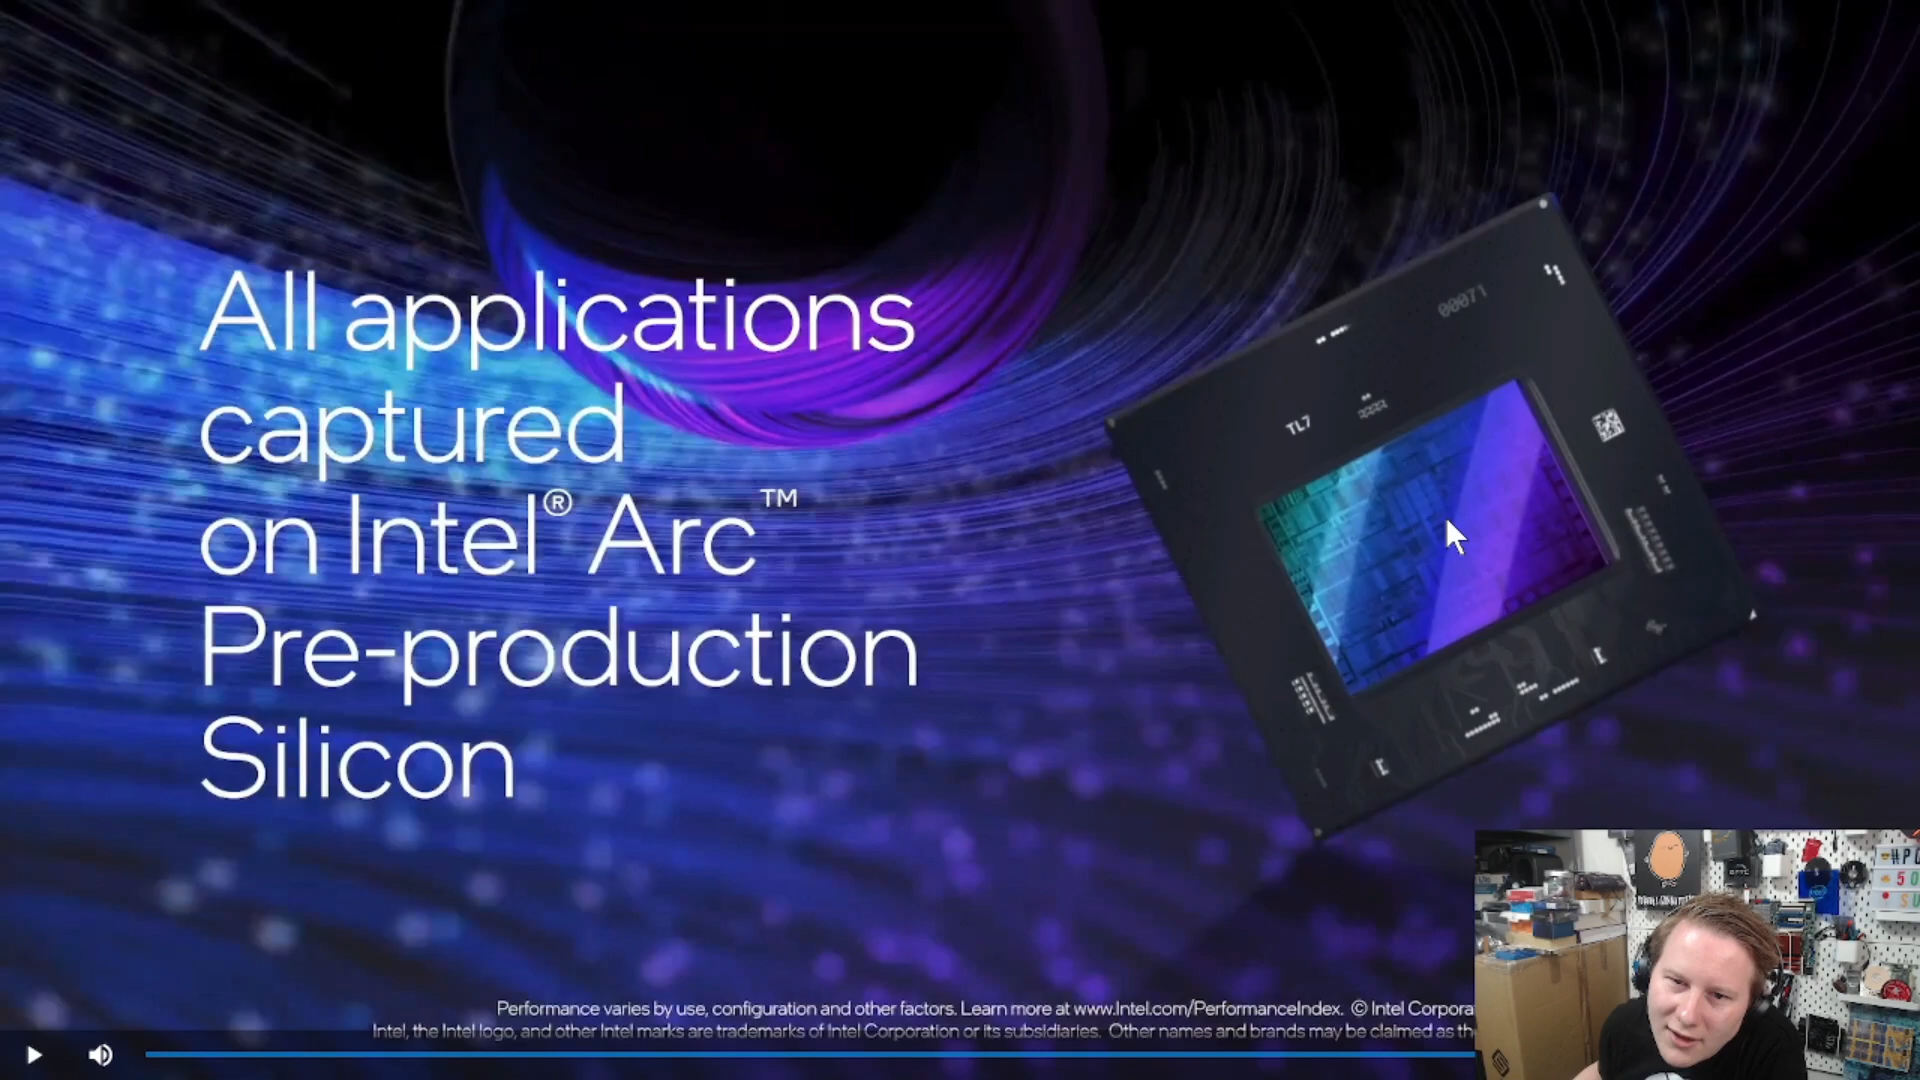 All applications
captured
on Intel® Arc™
Pre-production
Silicon
00071
TL7
Performance varies by use, configuration and other factors. Learn more at www.Intel.com/PerformanceIndex. © Intel
Intel, the Intel logo, and other Intel marks are trademarks of Intel Corporation or its subsidiaries. Other names and brands may be claimed as